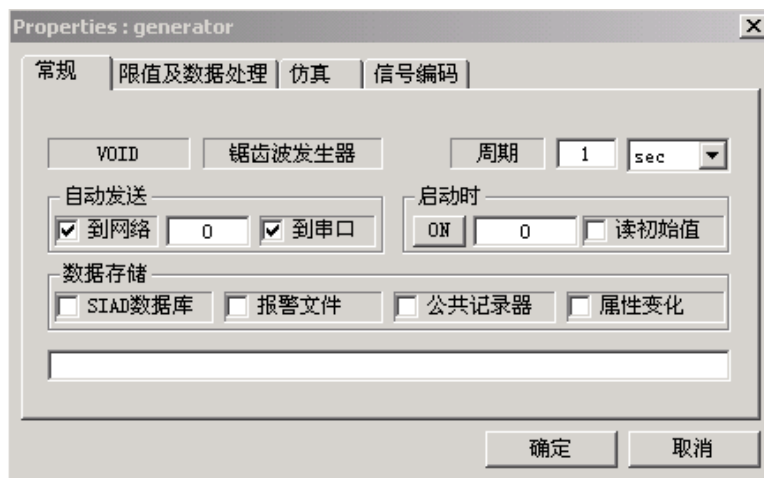 Properties : generator
常规 限值及数据处理 仿真 信号编码
VOID 锯齿波发生器 周期 1 sec
自动发送 启动时
到网络 0 到串口 ON 0 读初始值
数据存储
SIAD数据库 报警文件 公共记录器 属性变化
确定 取消